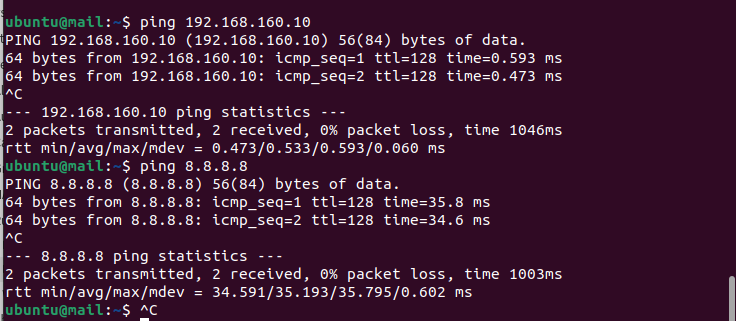 ubuntu@mail:~$ ping 192.168.160.10
PING 192.168.160.10 (192.168.160.10) 56(84) bytes of data.
64 bytes from 192.168.160.10: icmp_seq=1 ttl=128 time=0.593 ms
64 bytes from 192.168.160.10: icmp_seq=2 ttl=128 time=0.473 ms
^C
--- 192.168.160.10 ping statistics ---
2 packets transmitted, 2 received, 0% packet loss, time 1046ms
rtt min/avg/max/mdev = 0.473/0.533/0.593/0.060 ms
ubuntu@mail:~$ ping 8.8.8.8
PING 8.8.8.8 (8.8.8.8) 56(84) bytes of data.
64 bytes from 8.8.8.8: icmp_seq=1 ttl=128 time=35.8 ms
64 bytes from 8.8.8.8: icmp_seq=2 ttl=128 time=34.6 ms
^C
--- 8.8.8.8 ping statistics ---
2 packets transmitted, 2 received, 0% packet loss, time 1003ms
rtt min/avg/max/mdev = 34.591/35.193/35.795/0.602 ms
ubuntu@mail:~$ ^C